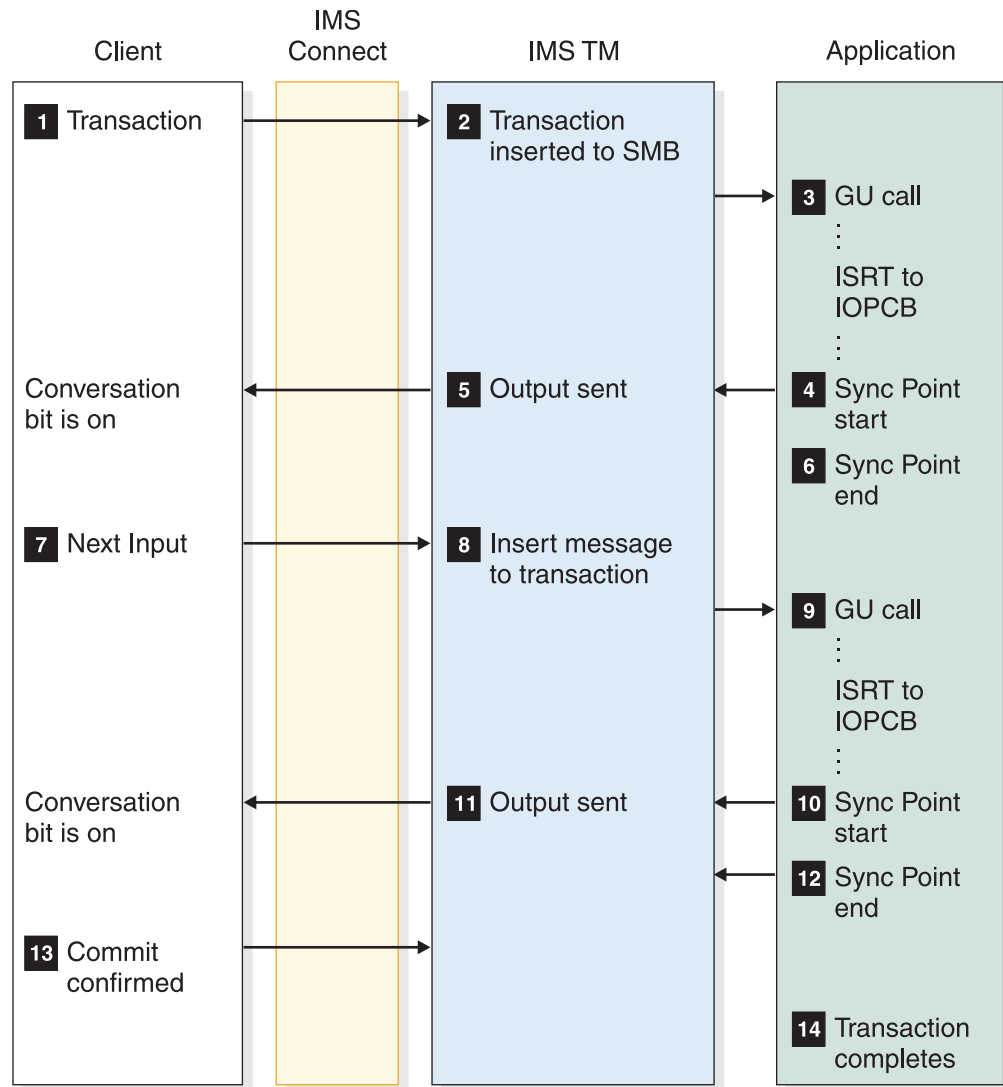 Client
IMS
Connect
IMS TM
Application
1 Transaction
2 Transaction
inserted to SMB
3 GU call
ISRT to
IOPCB
Conversation
bit is on
5 Output sent
4 Sync Point
start
6 Sync Point
end
7 Next Input
8 Insert message
to transaction
9 GU call
ISRT to
IOPCB
Conversation
bit is on
11 Output sent
10 Sync Point
start
12 Sync Point
end
13 Commit
confirmed
14 Transaction
completes